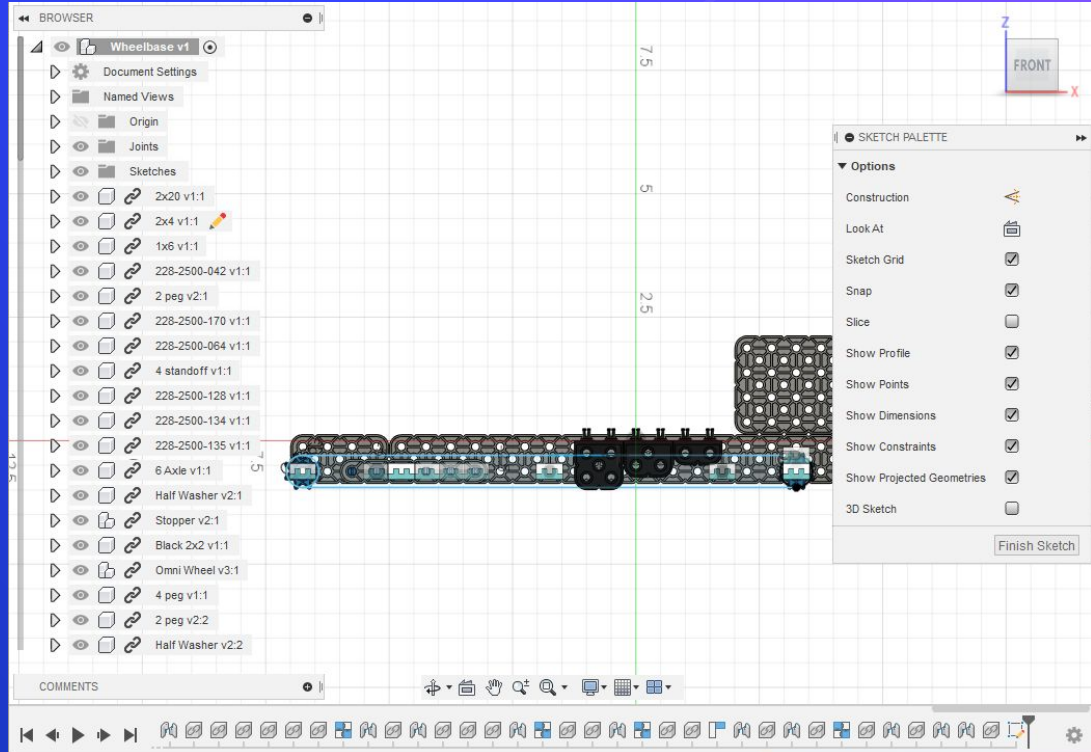 BROWSER
Wheelbase v1
Document Settings
Named Views
Origin
Joints
Sketches
2x20 v1:1
2x4 v1:1
1x6 v1:1
228-2500-042 v1:1
2 peg v2:1
228-2500-170 v1:1
228-2500-064 v1:1
4 standoff v1:1
228-2500-128 v1:1
228-2500-134 v1:1
228-2500-135 v1:1
6 Axle v1:1
Half Washer v2:1
Stopper v2:1
Black 2x2 v1:1
Omni Wheel v3:1
4 peg v1:1
2 peg v2:2
Half Washer v2:2
COMMENTS
7.5
5
2.5
7.5
12.5
Z
FRONT
X
SKETCH PALETTE
Options
Construction
Look At
Sketch Grid
Snap
Slice
Show Profile
Show Points
Show Dimensions
Show Constraints
Show Projected Geometries
3D Sketch
Finish Sketch